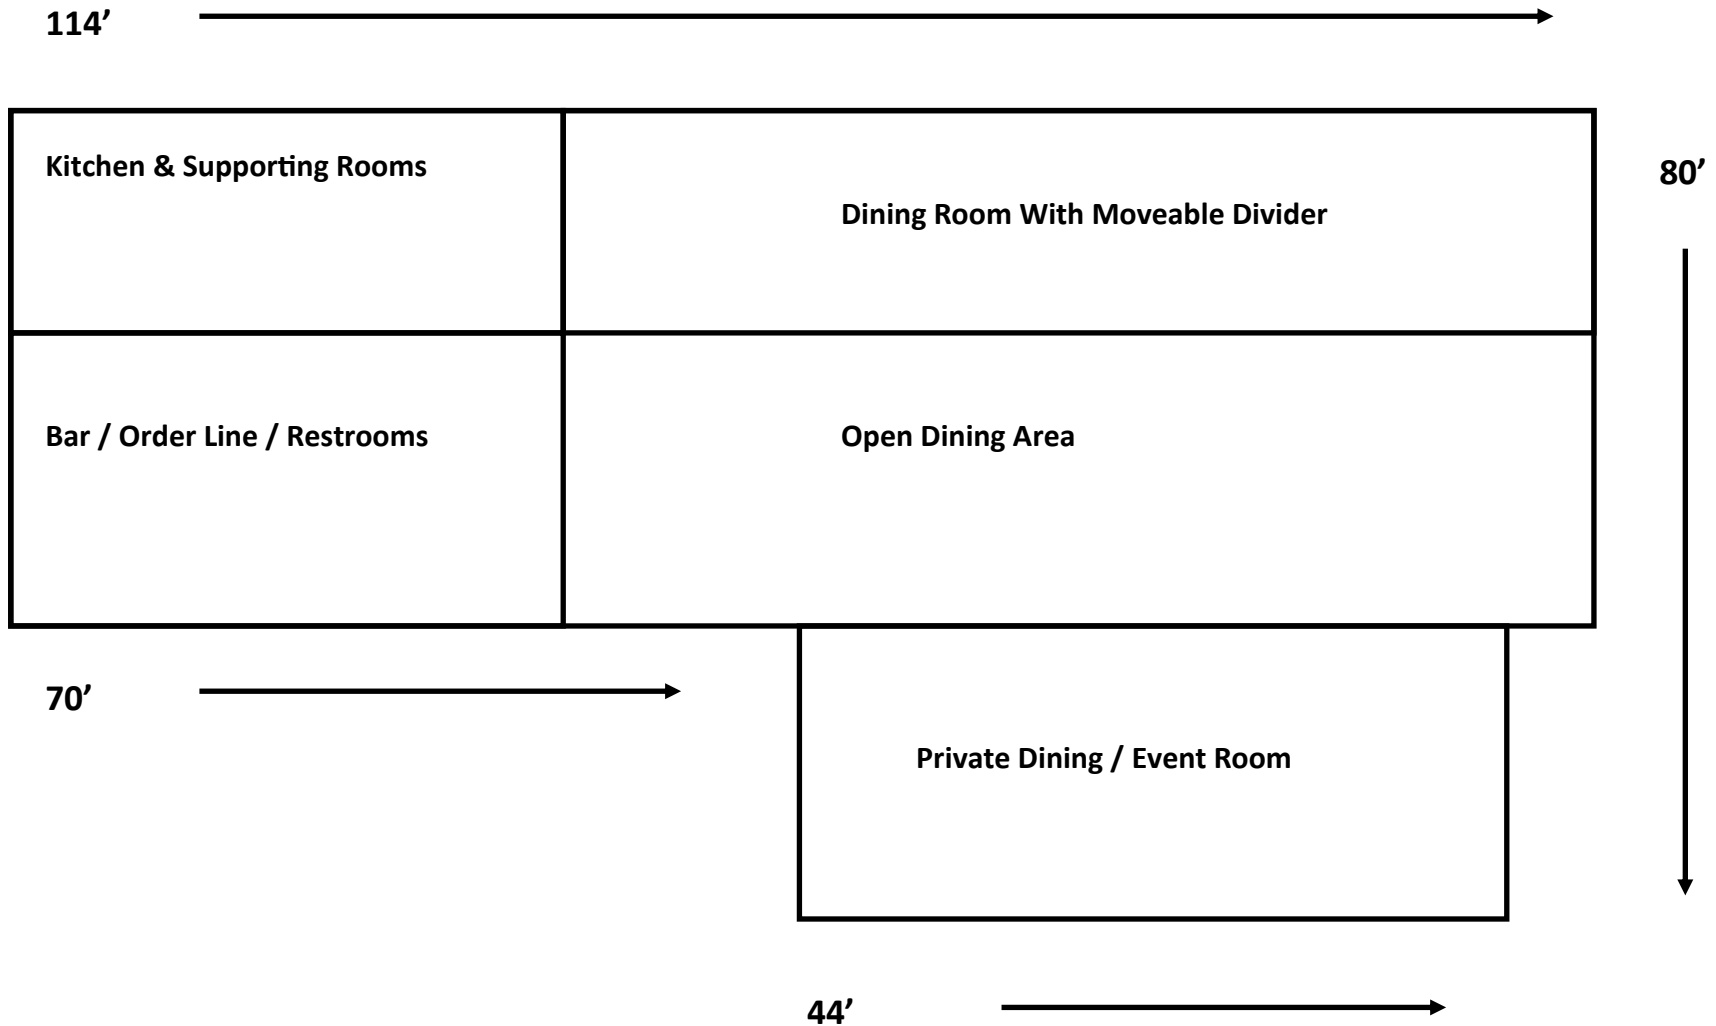 114’
Kitchen & Supporting Rooms
80’
Dining Room With Moveable Divider
Bar / Order Line / Restrooms
Open Dining Area
70’
Private Dining / Event Room
44’